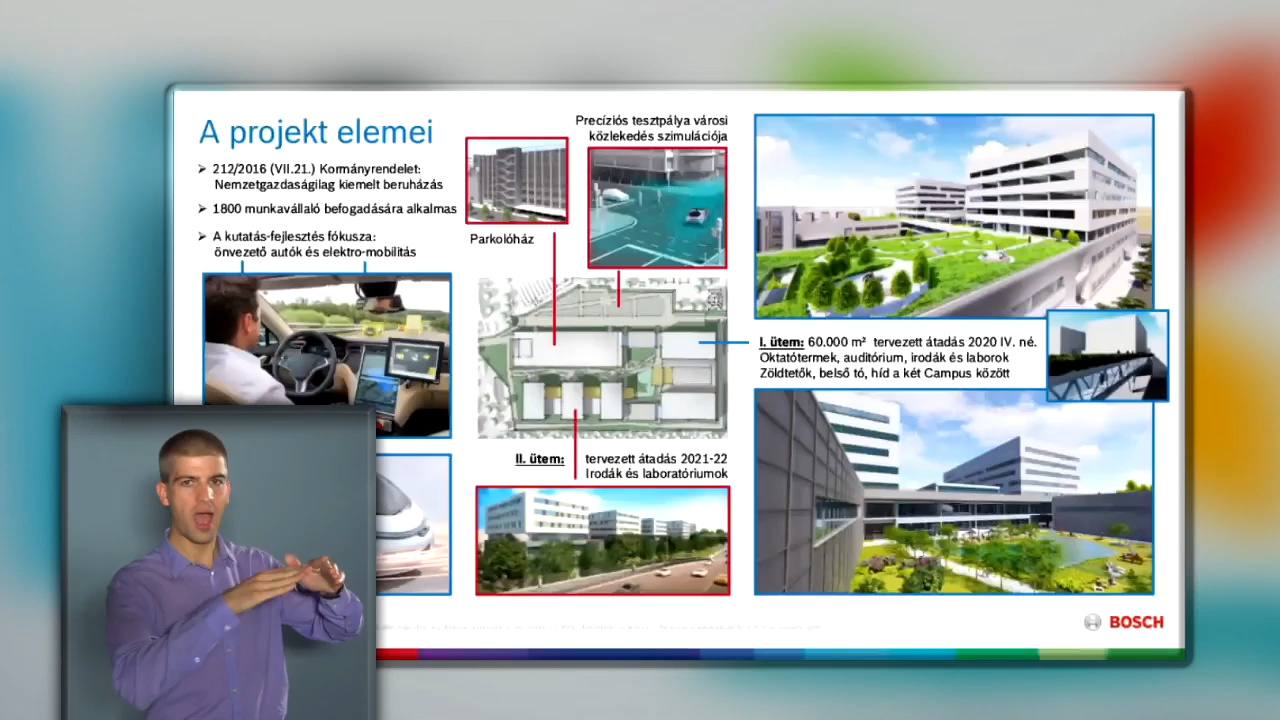 A projekt elemei
➢ 212/2016 (VII.21.) Kormányrendelet:
Nemzetgazdaságilag kiemelt beruházás
➢ 1800 munkavállaló befogadására alkalmas
➢ A kutatás-fejlesztés fókusza:
önvezető autók és elektro-mobilitás
Parkolóház
Precíziós tesztpálya városi
közlekedés szimulációja
I. ütem: 60.000 m² tervezett átadás 2020 IV. né.
Oktatótermek, auditórium, irodák és laborok
Zöldtetők, belső tó, híd a két Campus között
II. ütem: tervezett átadás 2021-22
Irodák és laboratóriumok
BOSCH